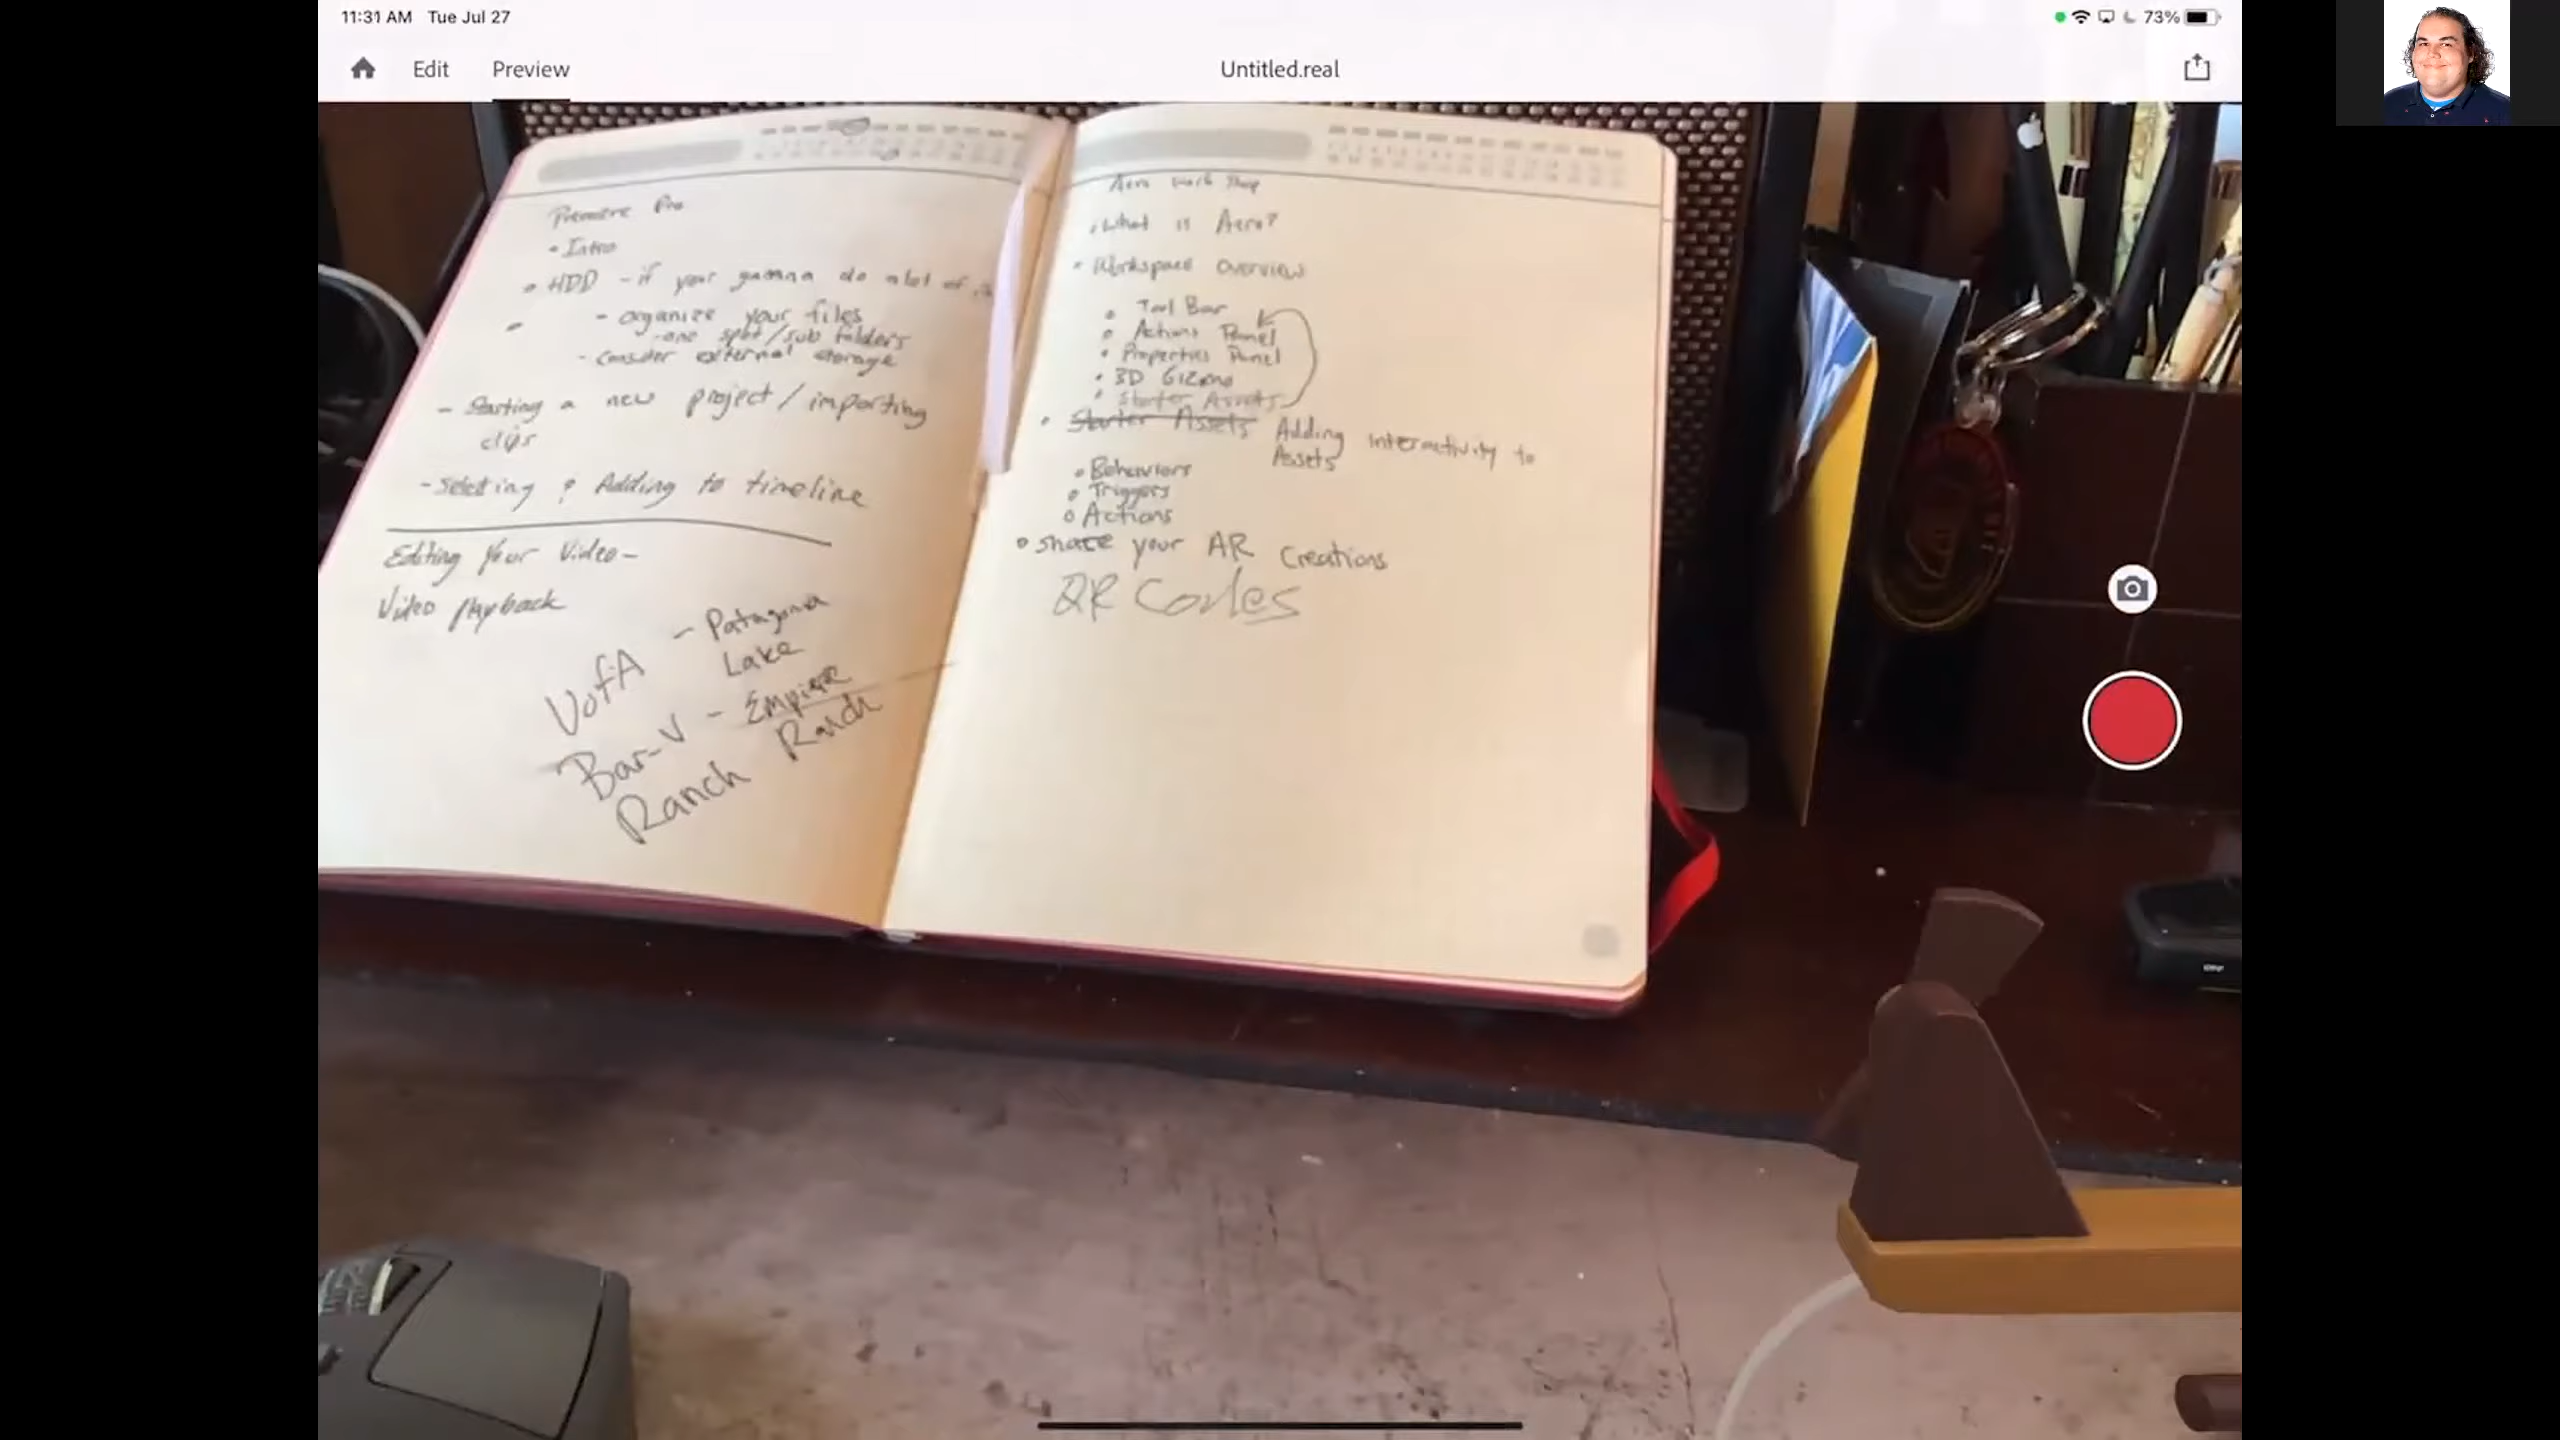 11:31 AM Tue Jul 27
73%
Edit Preview
Untitled.real
Premiere Pro
• Intro
• HDD - if your gunna do a lot of
- organize your files
- one spot/sub folders
- consider external storage
- Starting a new project/importing
clips
- Selecting & Adding to timeline
Editing Your Video -
Video Playback
UofA - Patagonia
Lake
Bar-V - Empire
Ranch Ranch
Aero Work Shop
• What is Aero?
• Workspace Overview
• Tool Bar
• Actions Panel
• Properties Panel
• 3D Gizmo
• Starter Assets
• Starter Assets Adding interactivity to
Assets
• Behaviors
• Triggers
• Actions
• Share your AR Creations
QR Codes